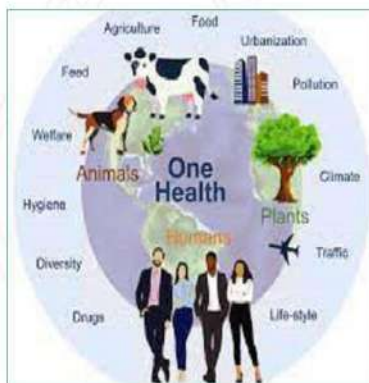 Food
Agriculture
Urbanization
Feed
Pollution
Welfare
Animals
One
Health
Climate
Plants
Hygiene
Humans
Traffic
Diversity
Drugs
Life-style